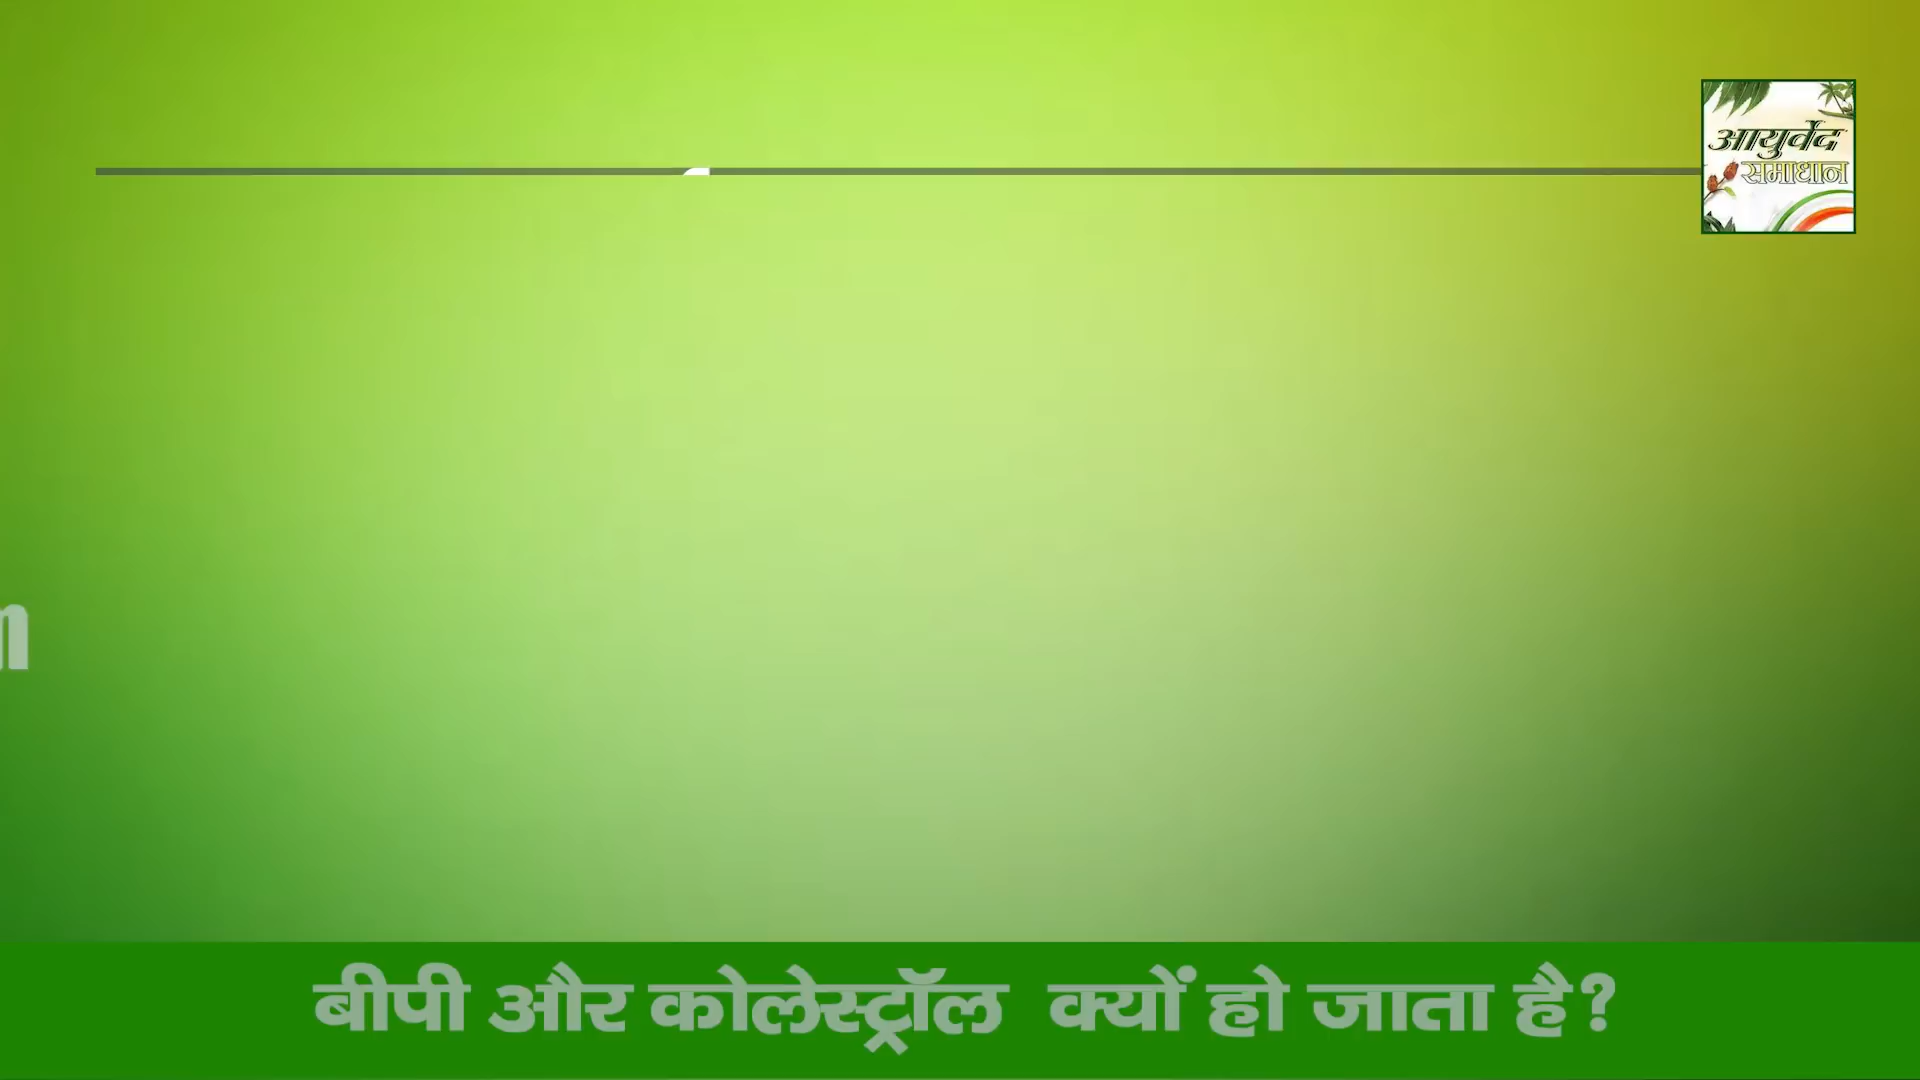 आयुर्वेद
समाधान
बीपी और कोलेस्ट्रॉल क्यों हो जाता है?